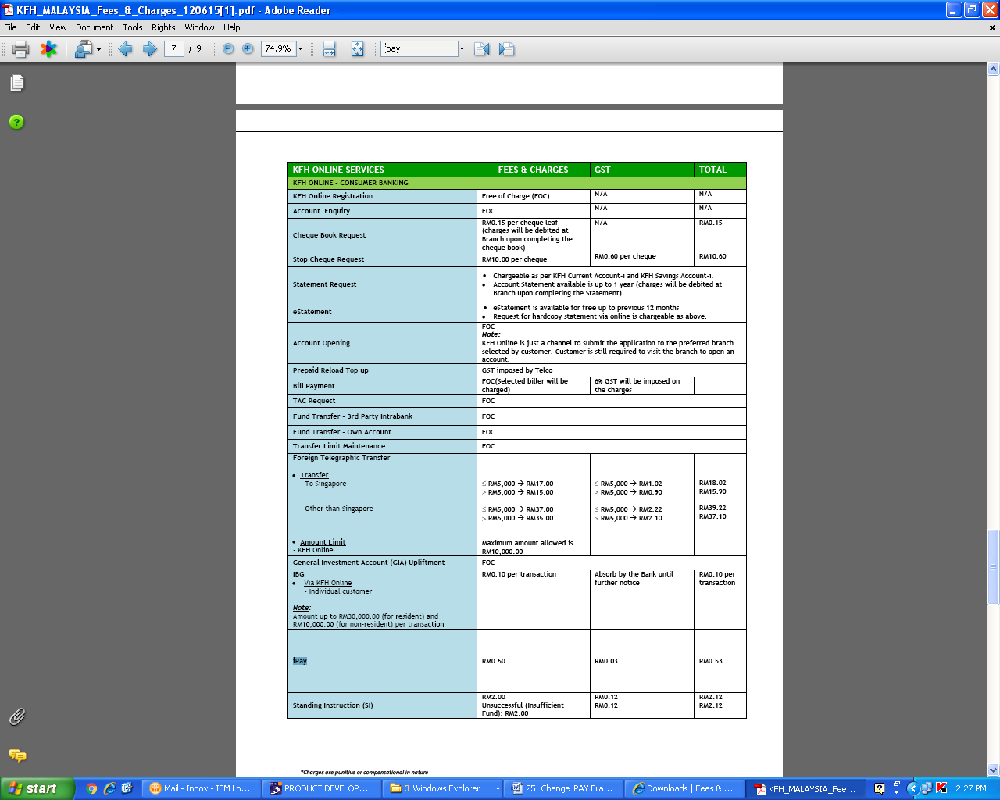 KFH_MALAYSIA_Fees_&_Charges_120615[1].pdf - Adobe Reader
File Edit View Document Tools Rights Window Help
7 / 9 74.9% pay
KFH ONLINE SERVICES FEES & CHARGES GST TOTAL
KFH ONLINE - CONSUMER BANKING
KFH Online Registration Free of Charge (FOC) N/A N/A
Account Enquiry FOC N/A N/A
Cheque Book Request RM0.15 per cheque leaf N/A RM0.15
(charges will be debited at
Branch upon completing the
cheque book)
Stop Cheque Request RM10.00 per cheque RM0.60 per cheque RM10.60
Statement Request
• Chargeable as per KFH Current Account-i and KFH Savings Account-i.
• Account Statement available is up to 1 year (charges will be debited at
Branch upon completing the Statement)
eStatement
• eStatement is available for free up to previous 12 months
• Request for hardcopy statement via online is chargeable as above.
Account Opening
FOC
Note:
KFH Online is just a channel to submit the application to the preferred branch
selected by customer. Customer is still required to visit the branch to open an
account.
Prepaid Reload Top up GST imposed by Telco
Bill Payment FOC(Selected biller will be 6% GST will be imposed on
charged) the charges
TAC Request FOC
Fund Transfer - 3rd Party Intrabank FOC
Fund Transfer - Own Account FOC
Transfer Limit Maintenance FOC
Foreign Telegraphic Transfer
• Transfer
- To Singapore ≤ RM5,000 → RM17.00 ≤ RM5,000 → RM1.02 RM18.02
> RM5,000 → RM15.00 > RM5,000 → RM0.90 RM15.90
- Other than Singapore ≤ RM5,000 → RM37.00 ≤ RM5,000 → RM2.22 RM39.22
> RM5,000 → RM35.00 > RM5,000 → RM2.10 RM37.10
• Amount Limit Maximum amount allowed is
- KFH Online RM10,000.00
General Investment Account (GIA) Upliftment FOC
IBG RM0.10 per transaction Absorb by the Bank until RM0.10 per
• Via KFH Online further notice transaction
- Individual customer
Note:
Amount up to RM30,000.00 (for resident) and
RM10,000.00 (for non-resident) per transaction
iPay RM0.50 RM0.03 RM0.53
Standing Instruction (SI) RM2.00 RM0.12 RM2.12
Unsuccessful (Insufficient RM0.12 RM2.12
Fund): RM2.00
*Charges are punitive or compensational in nature
start Mail - Inbox - IBM Lo... PRODUCT DEVELOP... 3 Windows Explorer 25. Change iPAY Bra... Downloads | Fees & ... KFH_MALAYSIA_Fee... 2:27 PM